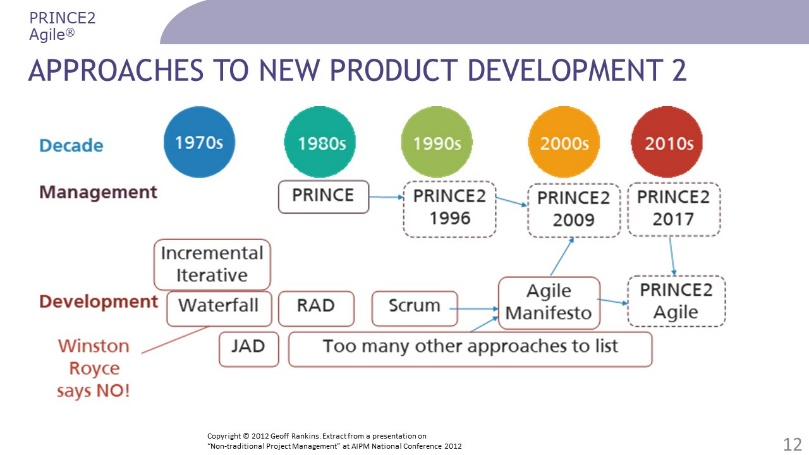 PRINCE2
Agile®
APPROACHES TO NEW PRODUCT DEVELOPMENT 2
Decade
1970s
1980s
1990s
2000s
2010s
Management
PRINCE
PRINCE2
1996
PRINCE2
2009
PRINCE2
2017
Incremental
Iterative
Development
Waterfall
RAD
Scrum
Agile
Manifesto
PRINCE2
Agile
Winston
Royce
says NO!
JAD
Too many other approaches to list
Copyright © 2012 Geoff Rankins. Extract from a presentation on
“Non-traditional Project Management” at AIPM National Conference 2012
12